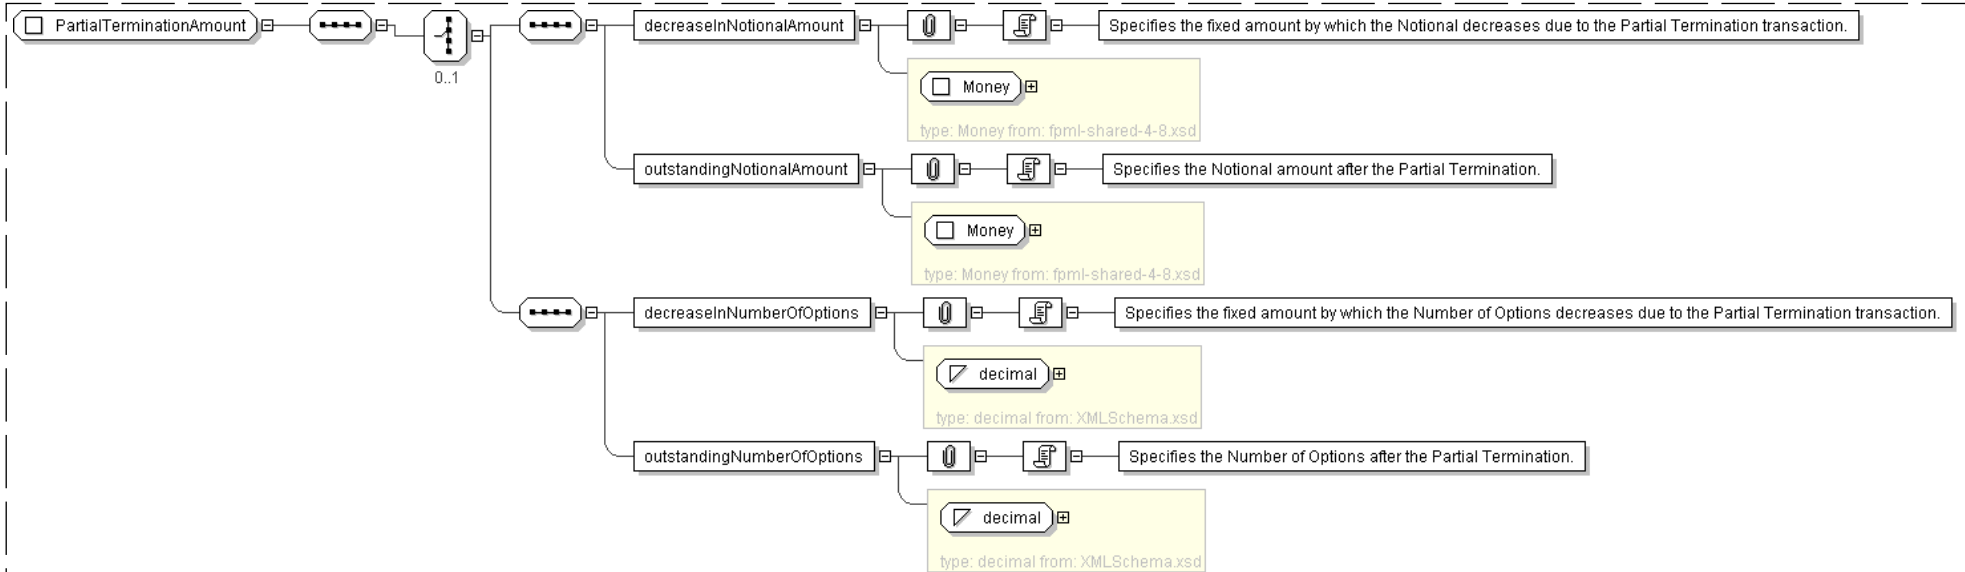 PartialTerminationAmount
0..1
decreaseInNotionalAmount
Specifies the fixed amount by which the Notional decreases due to the Partial Termination transaction.
Money
type: Money from: fpml-shared-4-8.xsd
outstandingNotionalAmount
Specifies the Notional amount after the Partial Termination.
Money
type: Money from: fpml-shared-4-8.xsd
decreaseInNumberOfOptions
Specifies the fixed amount by which the Number of Options decreases due to the Partial Termination transaction.
decimal
type: decimal from: XMLSchema.xsd
outstandingNumberOfOptions
Specifies the Number of Options after the Partial Termination.
decimal
type: decimal from: XMLSchema.xsd